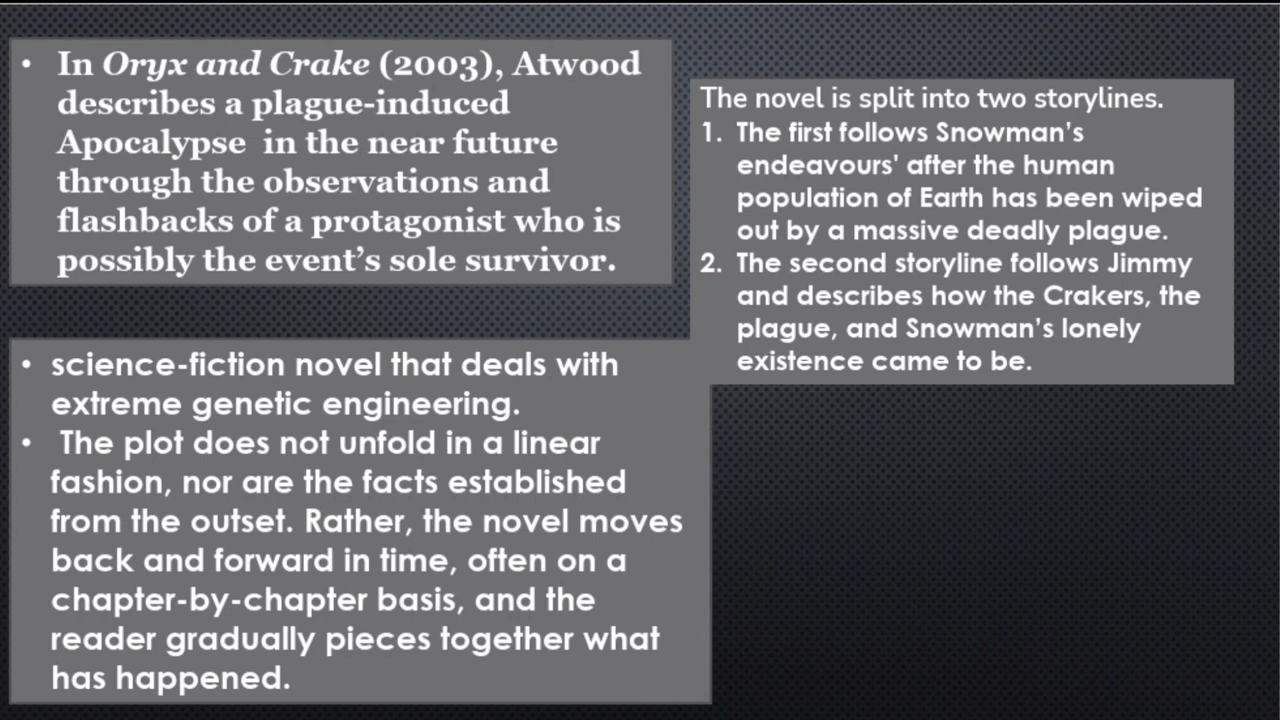 • In Oryx and Crake (2003), Atwood
describes a plague-induced
Apocalypse in the near future
through the observations and
flashbacks of a protagonist who is
possibly the event’s sole survivor.
The novel is split into two storylines.
1. The first follows Snowman’s
endeavours' after the human
population of Earth has been wiped
out by a massive deadly plague.
2. The second storyline follows Jimmy
and describes how the Crakers, the
plague, and Snowman’s lonely
existence came to be.
• science-fiction novel that deals with
extreme genetic engineering.
• The plot does not unfold in a linear
fashion, nor are the facts established
from the outset. Rather, the novel moves
back and forward in time, often on a
chapter-by-chapter basis, and the
reader gradually pieces together what
has happened.